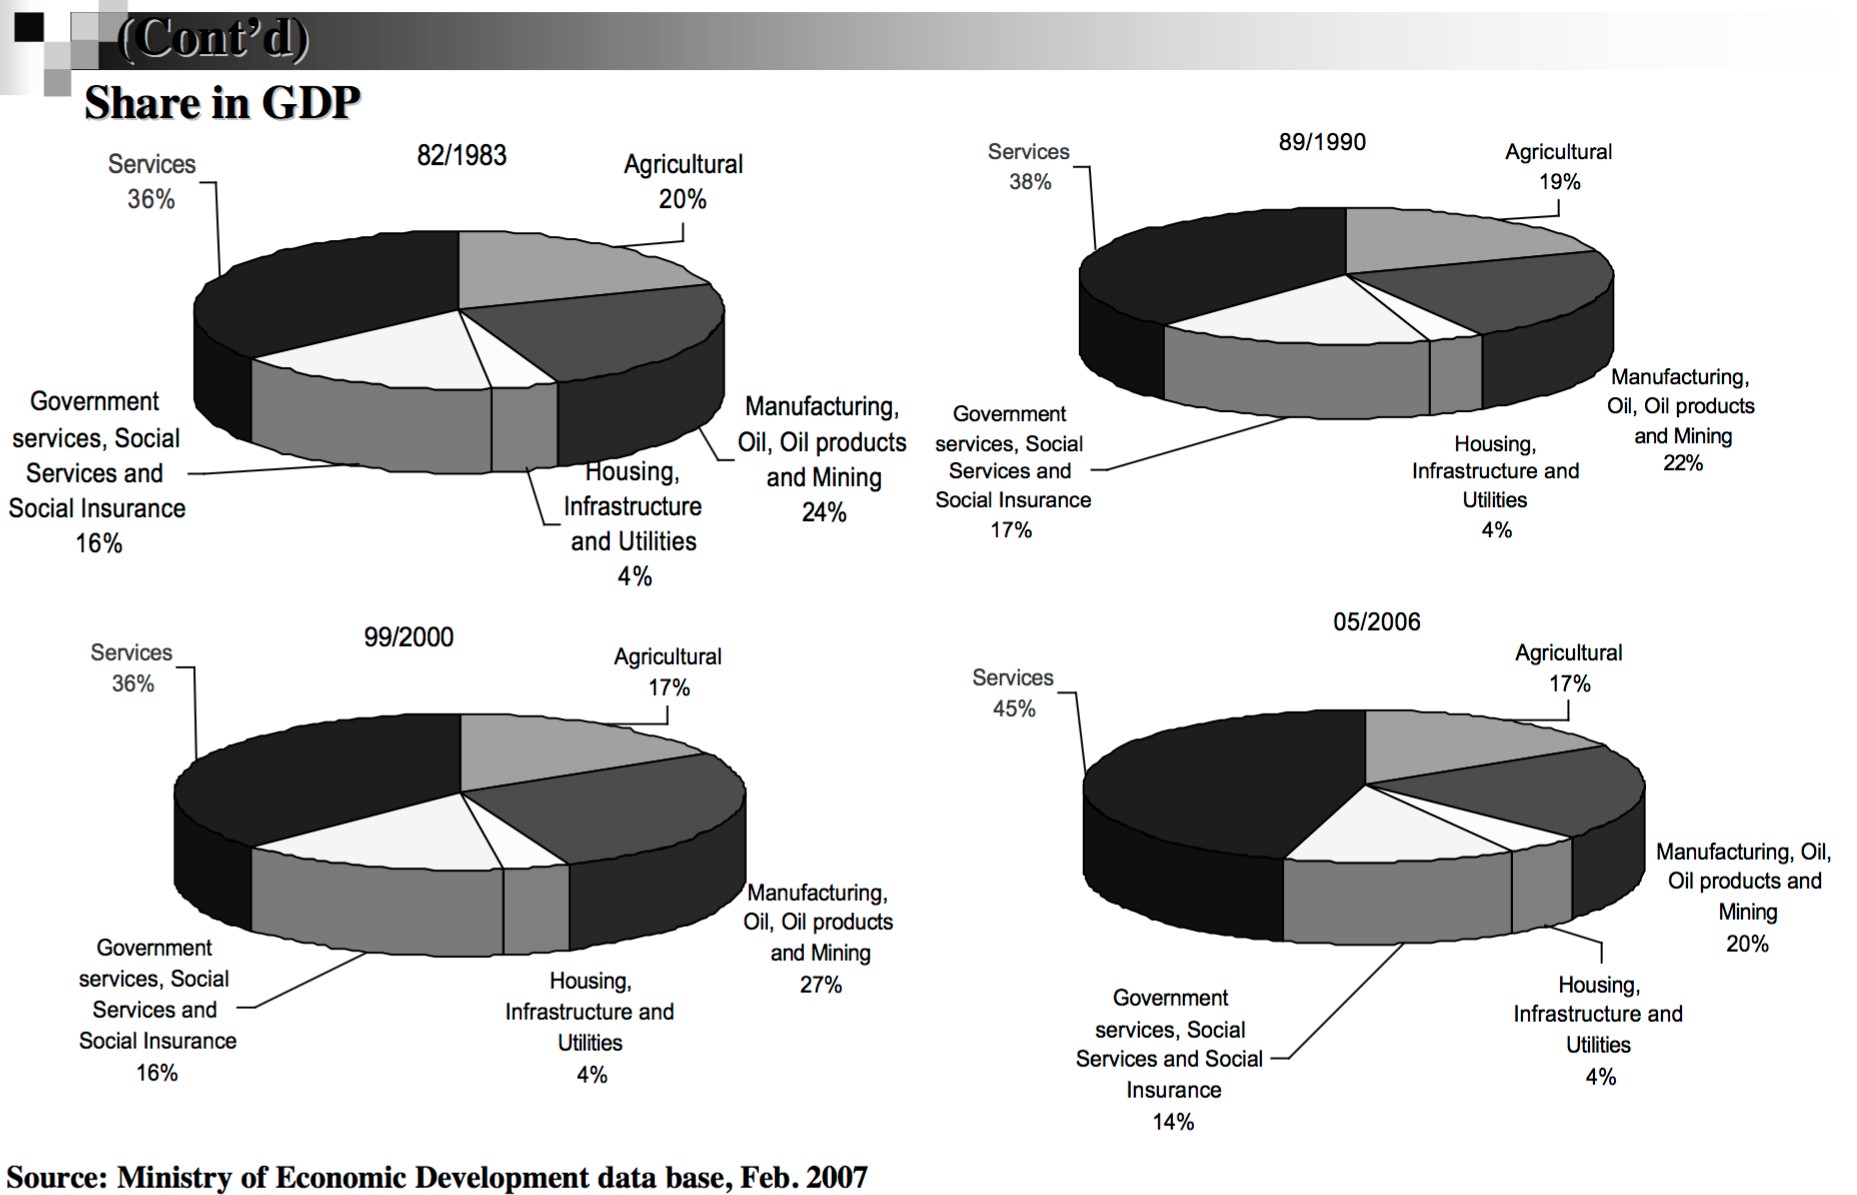 (Cont’d)
Share in GDP
82/1983
Services
36%
Agricultural
20%
Government
services, Social
Services and
Social Insurance
16%
Housing,
Infrastructure
and Utilities
4%
Manufacturing,
Oil, Oil products
and Mining
24%
89/1990
Services
38%
Agricultural
19%
Government
services, Social
Services and
Social Insurance
17%
Housing,
Infrastructure and
Utilities
4%
Manufacturing,
Oil, Oil products
and Mining
22%
99/2000
Services
36%
Agricultural
17%
Government
services, Social
Services and
Social Insurance
16%
Housing,
Infrastructure and
Utilities
4%
Manufacturing,
Oil, Oil products
and Mining
27%
05/2006
Services
45%
Agricultural
17%
Government
services, Social
Services and Social
Insurance
14%
Housing,
Infrastructure and
Utilities
4%
Manufacturing, Oil,
Oil products and
Mining
20%
Source: Ministry of Economic Development data base, Feb. 2007